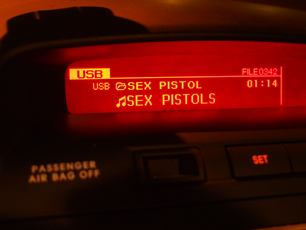 USB FILE0342
USB SEX PISTOL 01:14
SEX PISTOLS
PASSENGER
AIR BAG OFF
SET